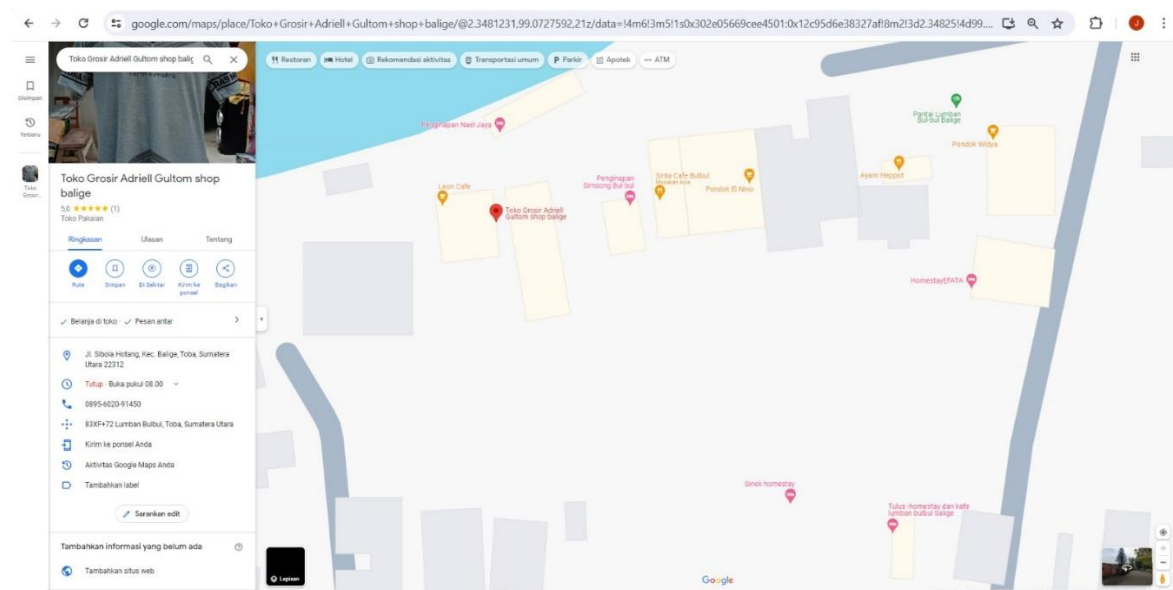 google.com/maps/place/Toko+Grosir+Adriell+Gultom+shop+balige/@2.3481231,99.0727592,21z/data=!4m6!3m5!1s0x302e05669cee4501:0x12c95d6e38327af!8m2!3d2.34825!4d99....
Toko Grosir Adriell Gultom shop balig
Restoran
Hotel
Rekomendasi aktivitas
Transportasi umum
Parkir
Apotek
ATM
Disimpan
Terbaru
Toko
Grosir...
Toko Grosir Adriell Gultom shop
balige
5,0 ★★★★★ (1)
Toko Pakaian
Ringkasan
Ulasan
Tentang
Rute
Simpan
Di Sekitar
Kirim ke
ponsel
Bagikan
Belanja di toko · Pesan antar
Jl. Sibola Hotang, Kec. Balige, Toba, Sumatera
Utara 22312
Tutup · Buka pukul 08.00
0895-6020-91450
83XF+72 Lumban Bulbul, Toba, Sumatera Utara
Kirim ke ponsel Anda
Aktivitas Google Maps Anda
Tambahkan label
Sarankan edit
Tambahkan informasi yang belum ada
Tambahkan situs web
Penginapan Nael Jaya
Leon Cafe
Toko Grosir Adriell
Gultom shop balige
Penginapan
Simsong Bul bul
Sirita Cafe Bulbul
Masakan Asia
Pondok El Nino
Ayam Heppot
Pantai Lumban
Bul-bul Balige
Pondok Widya
HomestayEFATA
Sinok homestay
Tulus homestay dan kafe
lumban bulbul balige
Lapisan
Google
J